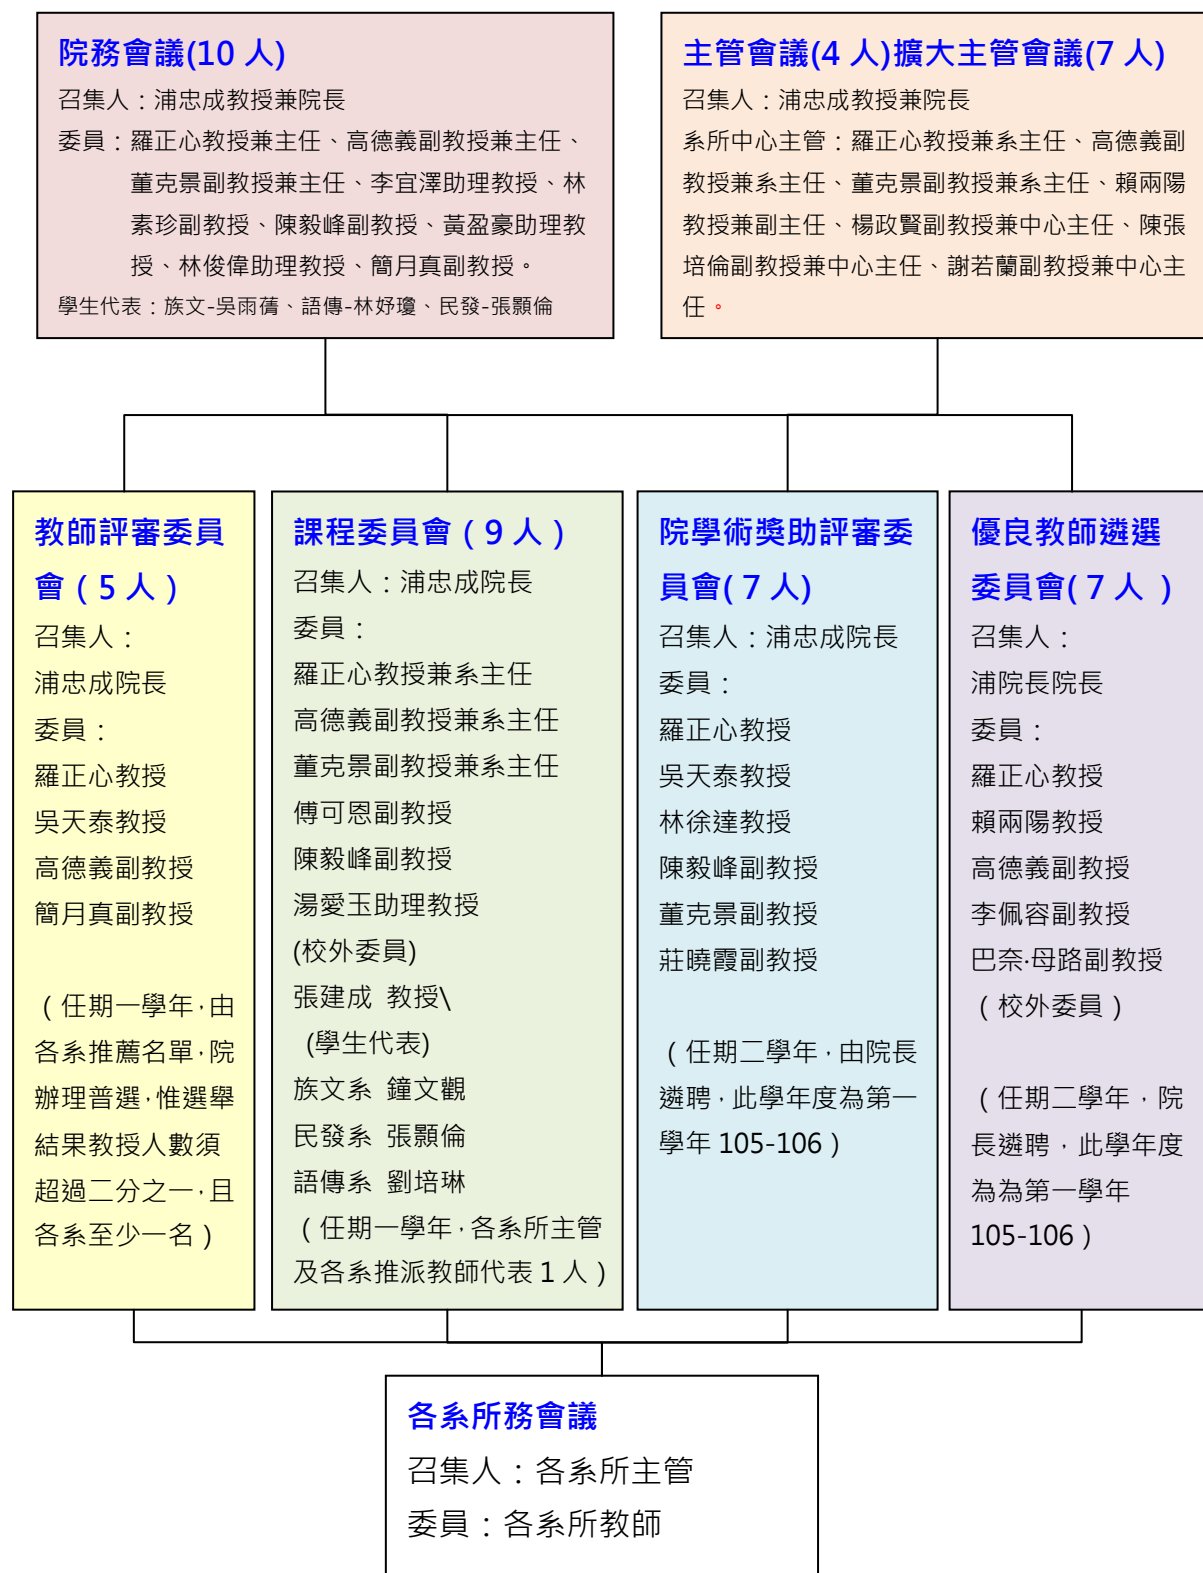 院務會議(10 人)
召集人：浦忠成教授兼院長
委員：羅正心教授兼主任、高德義副教授兼主任、
董克景副教授兼主任、李宜澤助理教授、林
素珍副教授、陳毅峰副教授、黃盈豪助理教
授、林俊偉助理教授、簡月真副教授。
學生代表：族文-吳雨蒨、語傳-林妤瓊、民發-張顥倫
主管會議(4 人)擴大主管會議(7 人)
召集人：浦忠成教授兼院長
系所中心主管：羅正心教授兼系主任、高德義副
教授兼系主任、董克景副教授兼系主任、賴兩陽
教授兼副主任、楊政賢副教授兼中心主任、陳張
培倫副教授兼中心主任、謝若蘭副教授兼中心主
任。
教師評審委員
會（5 人）
召集人：
浦忠成院長
委員：
羅正心教授
吳天泰教授
高德義副教授
簡月真副教授
（任期一學年，由
各系推薦名單，院
辦理普選，惟選舉
結果教授人數須
超過二分之一，且
各系至少一名）
課程委員會（9 人）
召集人：浦忠成院長
委員：
羅正心教授兼系主任
高德義副教授兼系主任
董克景副教授兼系主任
傅可恩副教授
陳毅峰副教授
湯愛玉助理教授
(校外委員)
張建成 教授\
(學生代表)
族文系 鐘文觀
民發系 張顥倫
語傳系 劉培琳
（任期一學年，各系所主管
及各系推派教師代表 1 人）
院學術獎助評審委
員會(7 人)
召集人：浦忠成院長
委員：
羅正心教授
吳天泰教授
林徐達教授
陳毅峰副教授
董克景副教授
莊曉霞副教授
（任期二學年，由院長
遴聘，此學年度為第一
學年 105-106）
優良教師遴選
委員會(7 人 ）
召集人：
浦院長院長
委員：
羅正心教授
賴兩陽教授
高德義副教授
李佩容副教授
巴奈·母路副教授
（校外委員）
（任期二學年，院
長遴聘，此學年度
為為第一學年
105-106）
各系所務會議
召集人：各系所主管
委員：各系所教師